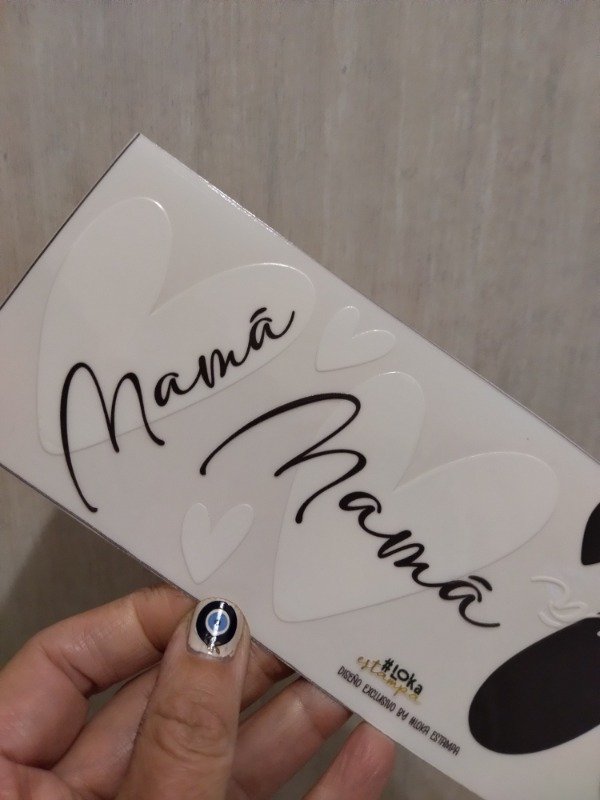 Mamá
Mamá
#LOKA
estampa
DISEÑO EXCLUSIVO BY #LOKA ESTAMPA